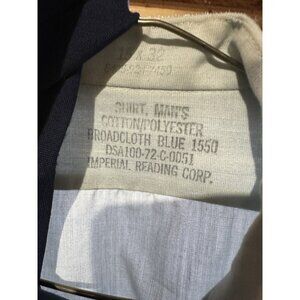 SHIRT, MAN'S
COTTON/POLYESTER
BROADCLOTH BLUE 1550
DSA100-72-C-0051
IMPERIAL READING CORP.